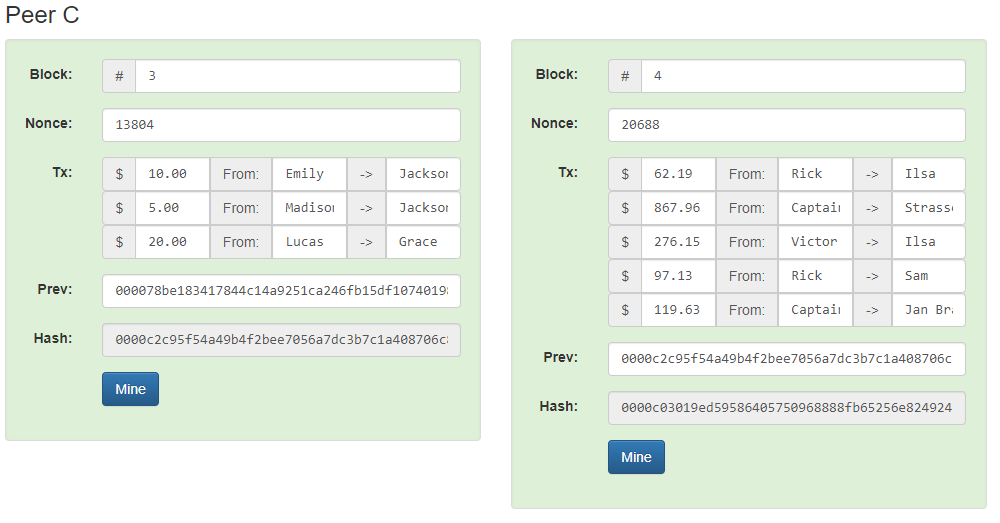 Peer C
Block: # 3
Nonce: 13804
Tx: $ 10.00 From: Emily -> Jackson
$ 5.00 From: Madison -> Jackson
$ 20.00 From: Lucas -> Grace
Prev: 000078be183417844c14a9251ca246fb15df1074019
Hash: 0000c2c95f54a49b4f2bee7056a7dc3b7c1a408706c
Mine
Block: # 4
Nonce: 20688
Tx: $ 62.19 From: Rick -> Ilsa
$ 867.96 From: Captai -> Strass
$ 276.15 From: Victor -> Ilsa
$ 97.13 From: Rick -> Sam
$ 119.63 From: Captai -> Jan Br
Prev: 0000c2c95f54a49b4f2bee7056a7dc3b7c1a408706c
Hash: 0000c03019ed59586405750968888fb65256e824924
Mine